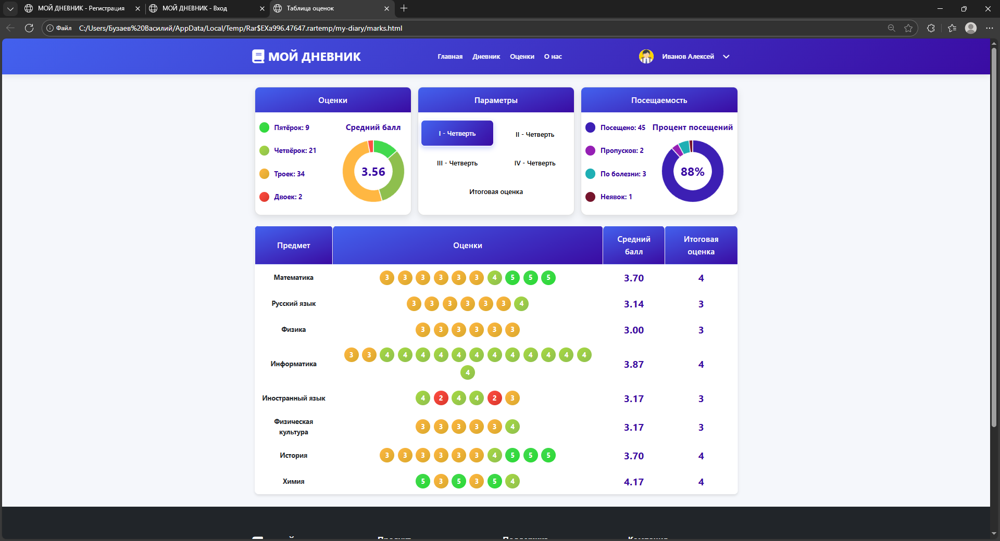 МОЙ ДНЕВНИК - Регистрация
МОЙ ДНЕВНИК - Вход
Таблица оценок
Файл C:/Users/Бузаев%20Василий/AppData/Local/Temp/Rar$EXa996.47647.rartemp/my-diary/marks.html
МОЙ ДНЕВНИК
Главная Дневник Оценки О нас
Иванов Алексей
Оценки
Пятёрок: 9
Четвёрок: 21
Троек: 34
Двоек: 2
Средний балл
3.56
Параметры
I - Четверть
II - Четверть
III - Четверть
IV - Четверть
Итоговая оценка
Посещаемость
Посещено: 45
Пропусков: 2
По болезни: 3
Неявок: 1
Процент посещений
88%
Предмет Оценки Средний балл Итоговая оценка
Математика 3 3 3 3 3 3 4 5 5 5 3.70 4
Русский язык 3 3 3 3 3 3 4 3.14 3
Физика 3 3 3 3 3 3 3.00 3
Информатика 3 3 4 4 4 4 4 4 4 4 4 4 4 4 4 3.87 4
Иностранный язык 4 2 4 4 2 3 3.17 3
Физическая культура 3 3 3 3 3 4 3.17 3
История 3 3 3 3 3 3 4 5 5 5 3.70 4
Химия 5 3 5 3 5 4 4.17 4